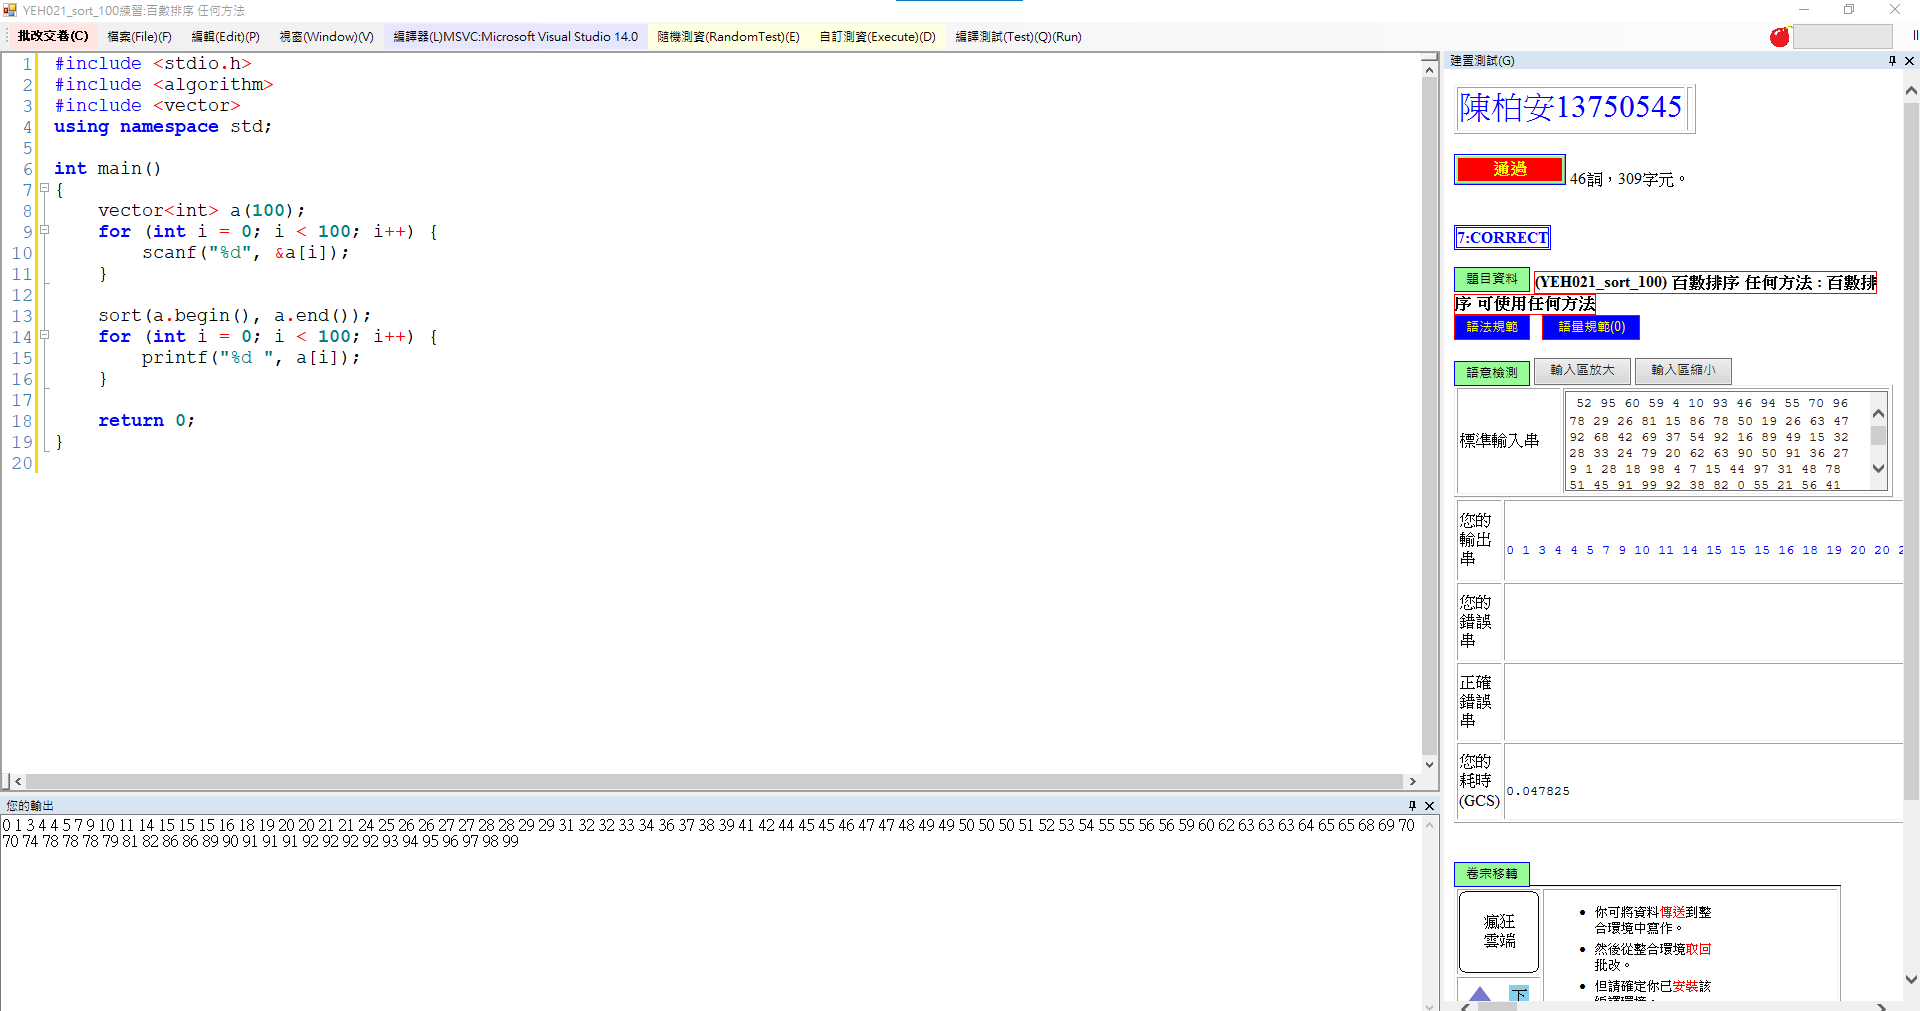 YEH021_sort_100練習:百數排序 任何方法
批改交卷(C) 檔案(File)(F) 編輯(Edit)(P) 視窗(Window)(V) 編譯器(L)MSVC:Microsoft Visual Studio 14.0 隨機測資(RandomTest)(E) 自訂測資(Execute)(D) 編譯測試(Test)(Q)(Run)
1 #include <stdio.h>
2 #include <algorithm>
3 #include <vector>
4 using namespace std;
5
6 int main()
7 {
8     vector<int> a(100);
9     for (int i = 0; i < 100; i++) {
10         scanf("%d", &a[i]);
11     }
12
13     sort(a.begin(), a.end());
14     for (int i = 0; i < 100; i++) {
15         printf("%d ", a[i]);
16     }
17
18     return 0;
19 }
20
您的輸出
0 1 3 4 4 5 7 9 10 11 14 15 15 15 16 18 19 20 20 21 21 24 25 26 26 27 27 28 28 28 29 29 31 32 32 33 34 36 37 38 39 41 42 44 45 45 46 47 47 48 49 49 50 50 50 51 52 53 54 55 55 56 56 59 60 62 63 63 63 64 65 65 68 69 70
70 74 78 78 78 79 81 82 86 86 89 90 91 91 91 92 92 92 92 93 94 95 96 97 98 99
建置測試(G)
陳柏安13750545
通過 46詞，309字元。
7:CORRECT
題目資料 (YEH021_sort_100) 百數排序 任何方法 : 百數排
序 可使用任何方法
語法規範 語量規範(0)
語意檢測 輸入區放大 輸入區縮小
標準輸入串
52 95 60 59 4 10 93 46 94 55 70 96
78 29 26 81 15 86 78 50 19 26 63 47
92 68 42 69 37 54 92 16 89 49 15 32
28 33 24 79 20 62 63 90 50 91 36 27
9 1 28 18 98 4 7 15 44 97 31 48 78
51 45 91 99 92 38 82 0 55 21 56 41
您的
輸出
串
0 1 3 4 4 5 7 9 10 11 14 15 15 15 16 18 19 20 20
您的
錯誤
串
正確
錯誤
串
您的
耗時
(GCS)
0.047825
卷宗移轉
瘋狂
雲端
• 你可將資料傳送到整
合環境中寫作。
• 然後從整合環境取回
批改。
• 但請確定你已安裝該
下